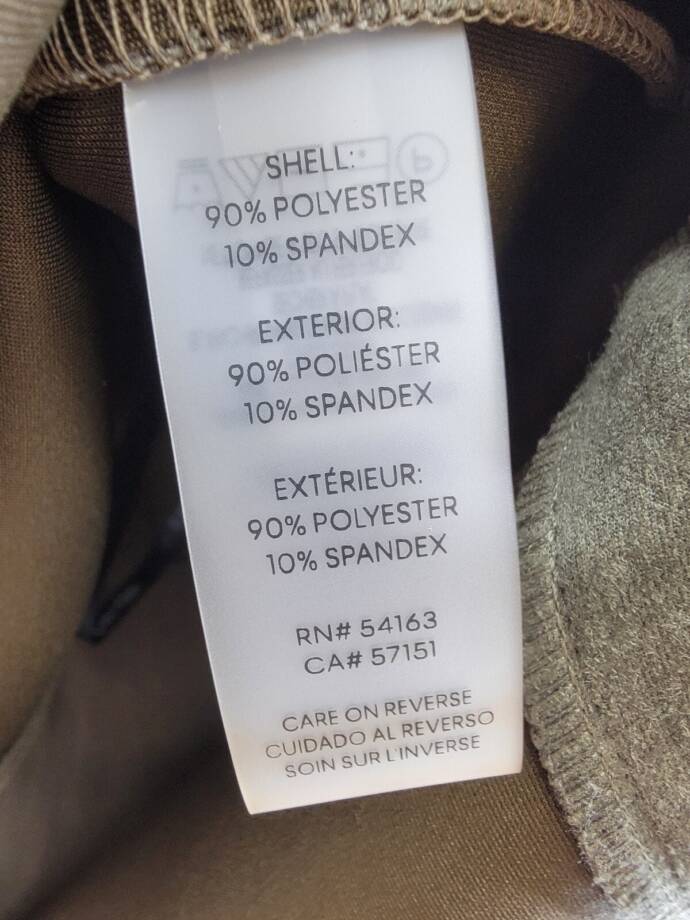 SHELL:
90% POLYESTER
10% SPANDEX
EXTERIOR:
90% POLIÉSTER
10% SPANDEX
EXTÉRIEUR:
90% POLYESTER
10% SPANDEX
RN# 54163
CA# 57151
CARE ON REVERSE
CUIDADO AL REVERSO
SOIN SUR L'INVERSE